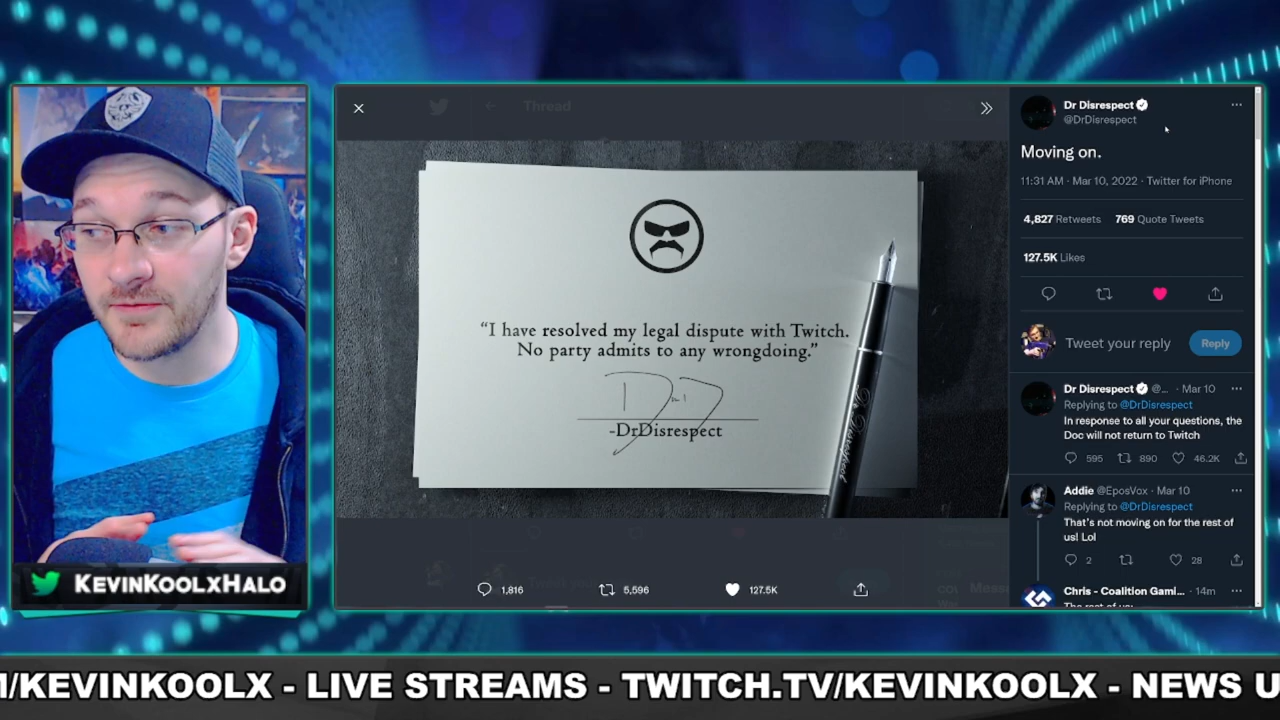 Thread
Dr Disrespect
@DrDisrespect
Moving on.
11:31 AM · Mar 10, 2022 · Twitter for iPhone
4,827 Retweets 769 Quote Tweets
127.5K Likes
Tweet your reply
Reply
Dr Disrespect @... · Mar 10
Replying to @DrDisrespect
In response to all your questions, the
Doc will not return to Twitch
595 890 46.2K
Addie @EposVox · Mar 10
Replying to @DrDisrespect
That's not moving on for the rest of
us! Lol
2 28
Chris - Coalition Gami... · 14m
The rest of us:
“I have resolved my legal dispute with Twitch.
No party admits to any wrongdoing.”
-DrDisrespect
1,816 5,596 127.5K
KevinKoolxHalo
M/KEVINKOOLX - LIVE STREAMS - TWITCH.TV/KEVINKOOLX - NEWS U